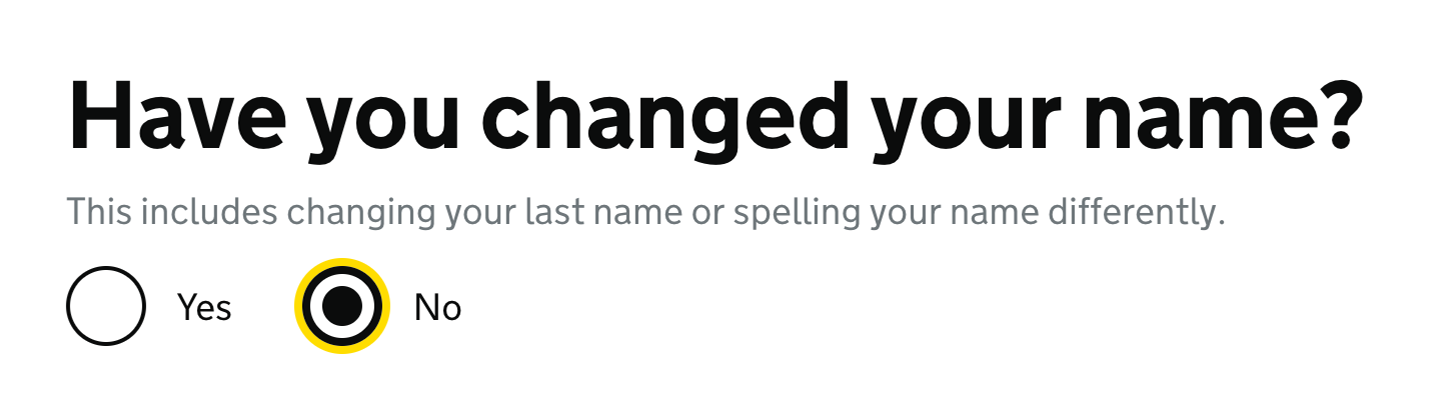 Have you changed your name?
This includes changing your last name or spelling your name differently.
Yes No